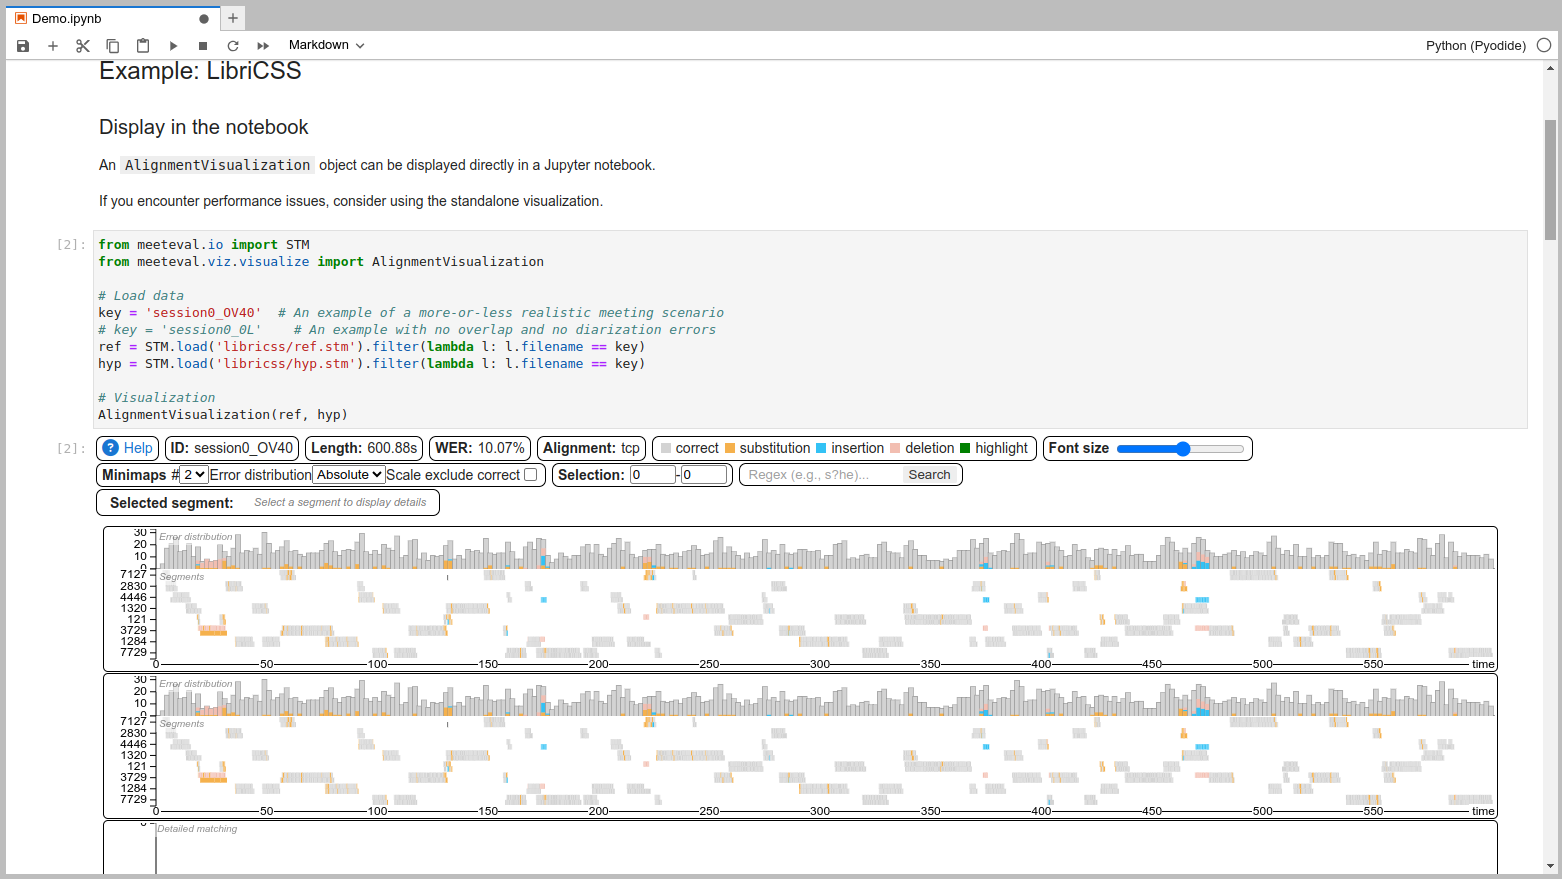 Demo.ipynb
Markdown
Python (Pyodide)
Example: LibriCSS
Display in the notebook
An AlignmentVisualization object can be displayed directly in a Jupyter notebook.
If you encounter performance issues, consider using the standalone visualization.
[2]:
from meeteval.io import STM
from meeteval.viz.visualize import AlignmentVisualization
# Load data
key = 'session0_OV40'  # An example of a more-or-less realistic meeting scenario
# key = 'session0_0L'    # An example with no overlap and no diarization errors
ref = STM.load('libricss/ref.stm').filter(lambda l: l.filename == key)
hyp = STM.load('libricss/hyp.stm').filter(lambda l: l.filename == key)
# Visualization
AlignmentVisualization(ref, hyp)
[2]:
? Help ID: session0_OV40 Length: 600.88s WER: 10.07% Alignment: tcp correct substitution insertion deletion highlight Font size
Minimaps # 2 Error distribution Absolute Scale exclude correct Selection: 0 - 0 Regex (e.g., s?he)... Search
Selected segment: Select a segment to display details
30
Error distribution
20
10
0
7127
Segments
2830
4446
1320
121
3729
1284
7729
0 50 100 150 200 250 300 350 400 450 500 550 time
30
Error distribution
20
10
0
7127
Segments
2830
4446
1320
121
3729
1284
7729
0 50 100 150 200 250 300 350 400 450 500 550 time
0
Detailed matching